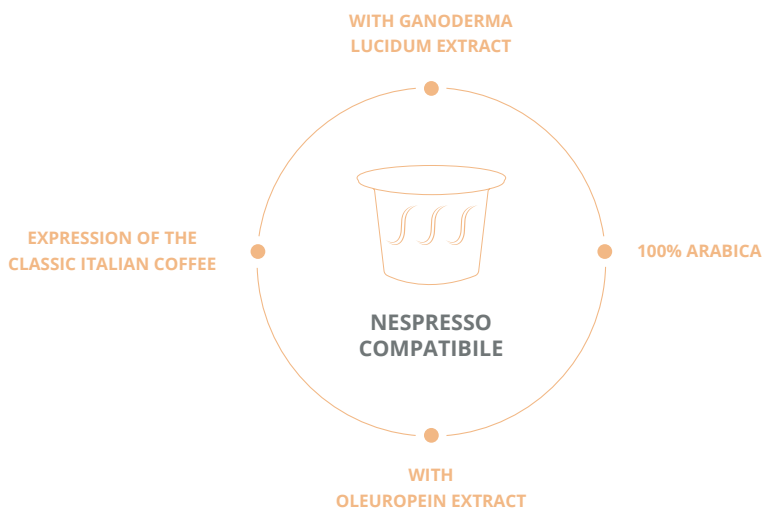 WITH GANODERMA
LUCIDUM EXTRACT
EXPRESSION OF THE
CLASSIC ITALIAN COFFEE
100% ARABICA
NESPRESSO
COMPATIBILE
WITH
OLEUROPEIN EXTRACT